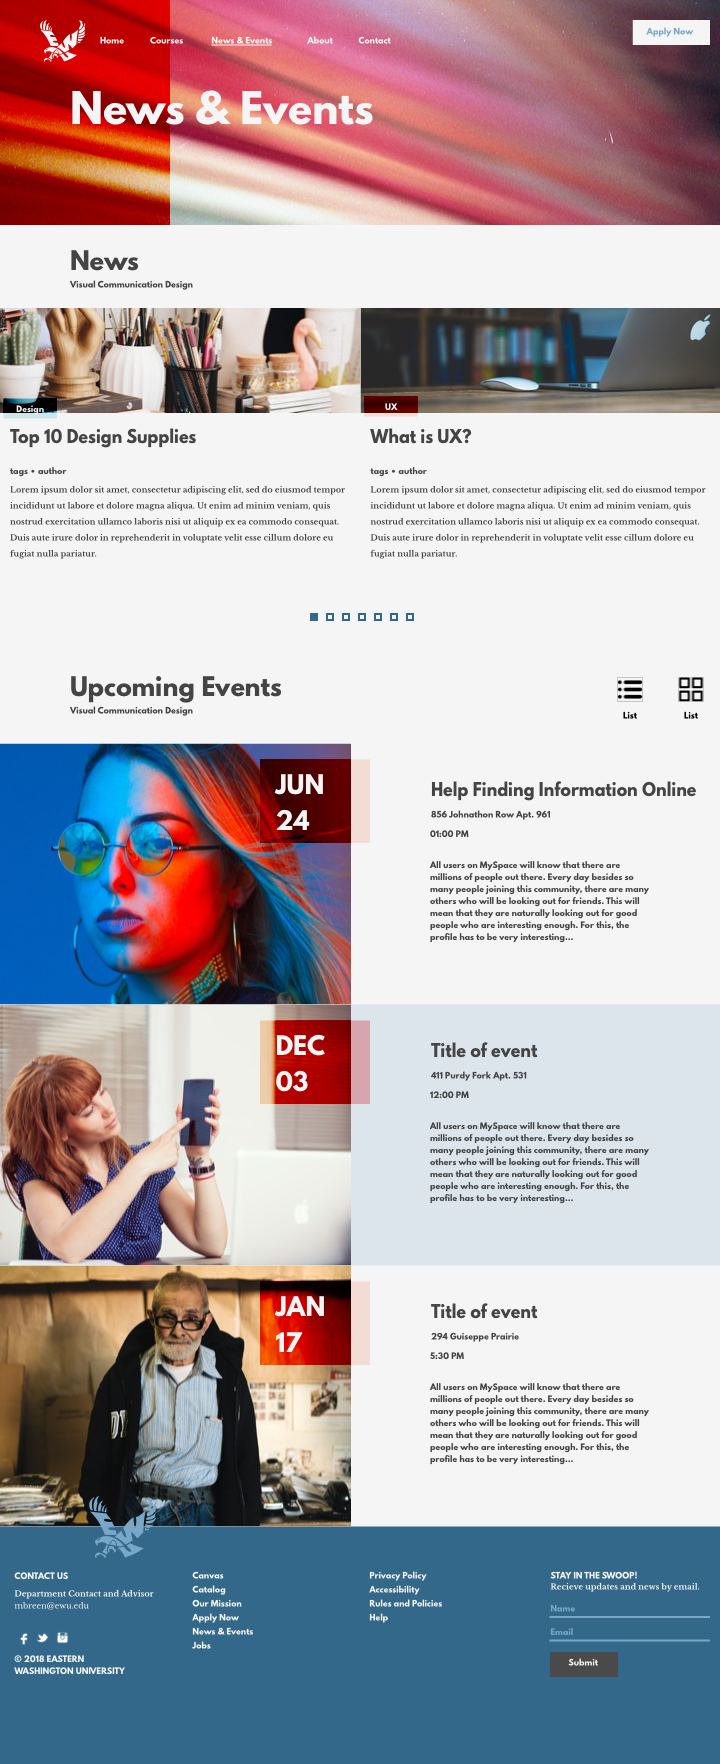 Home Courses News & Events About Contact
Apply Now
News & Events
News
Visual Communication Design
Design
Top 10 Design Supplies
tags • author
Lorem ipsum dolor sit amet, consectetur adipiscing elit, sed do eiusmod tempor
incididunt ut labore et dolore magna aliqua. Ut enim ad minim veniam, quis
nostrud exercitation ullamco laboris nisi ut aliquip ex ea commodo consequat.
Duis aute irure dolor in reprehenderit in voluptate velit esse cillum dolore eu
fugiat nulla pariatur.
UX
What is UX?
tags • author
Lorem ipsum dolor sit amet, consectetur adipiscing elit, sed do eiusmod tempor
incididunt ut labore et dolore magna aliqua. Ut enim ad minim veniam, quis
nostrud exercitation ullamco laboris nisi ut aliquip ex ea commodo consequat.
Duis aute irure dolor in reprehenderit in voluptate velit esse cillum dolore eu
fugiat nulla pariatur.
Upcoming Events
Visual Communication Design
List
List
JUN
24
Help Finding Information Online
856 Johnathon Row Apt. 961
01:00 PM
All users on MySpace will know that there are
millions of people out there. Every day besides so
many people joining this community, there are many
others who will be looking out for friends. This will
mean that they are naturally looking out for good
people who are interesting enough. For this, the
profile has to be very interesting...
DEC
03
Title of event
411 Purdy Fork Apt. 531
12:00 PM
All users on MySpace will know that there are
millions of people out there. Every day besides so
many people joining this community, there are many
others who will be looking out for friends. This will
mean that they are naturally looking out for good
people who are interesting enough. For this, the
profile has to be very interesting...
JAN
17
Title of event
294 Guiseppe Prairie
5:30 PM
All users on MySpace will know that there are
millions of people out there. Every day besides so
many people joining this community, there are many
others who will be looking out for friends. This will
mean that they are naturally looking out for good
people who are interesting enough. For this, the
profile has to be very interesting...
CONTACT US
Department Contact and Advisor
mbreen@ewu.edu
© 2018 EASTERN
WASHINGTON UNIVERSITY
Canvas
Catalog
Our Mission
Apply Now
News & Events
Jobs
Privacy Policy
Accessibility
Rules and Policies
Help
STAY IN THE SWOOP!
Recieve updates and news by email.
Name
Email
Submit